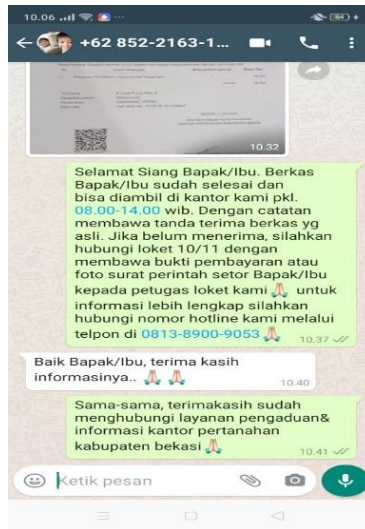 10.06
64
+62 852-2163-1...
10.32
Selamat Siang Bapak/Ibu. Berkas
Bapak/Ibu sudah selesai dan
bisa diambil di kantor kami pkl.
08.00-14.00 wib. Dengan catatan
membawa tanda terima berkas yg
asli. Jika belum menerima, silahkan
hubungi loket 10/11 dengan
membawa bukti pembayaran atau
foto surat perintah setor Bapak/Ibu
kepada petugas loket kami 🙏 untuk
informasi lebih lengkap silahkan
hubungi nomor hotline kami melalui
telpon di 0813-8900-9053 🙏
10.37
Baik Bapak/Ibu, terima kasih
informasinya.. 🙏 🙏
10.40
Sama-sama, terimakasih sudah
menghubungi layanan pengaduan&
informasi kantor pertanahan
kabupaten bekasi 🙏
10.41
Ketik pesan